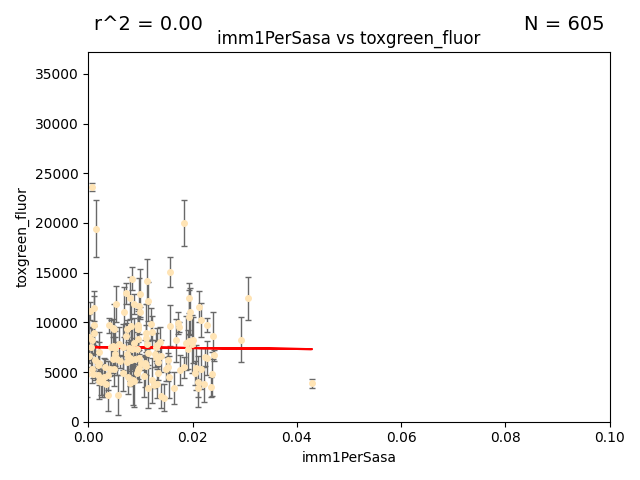 r^2 = 0.00
N = 605
imm1PerSasa vs toxgreen_fluor
35000
30000
25000
20000
15000
10000
5000
0
toxgreen_fluor
0.00
0.02
0.04
0.06
0.08
0.10
imm1PerSasa